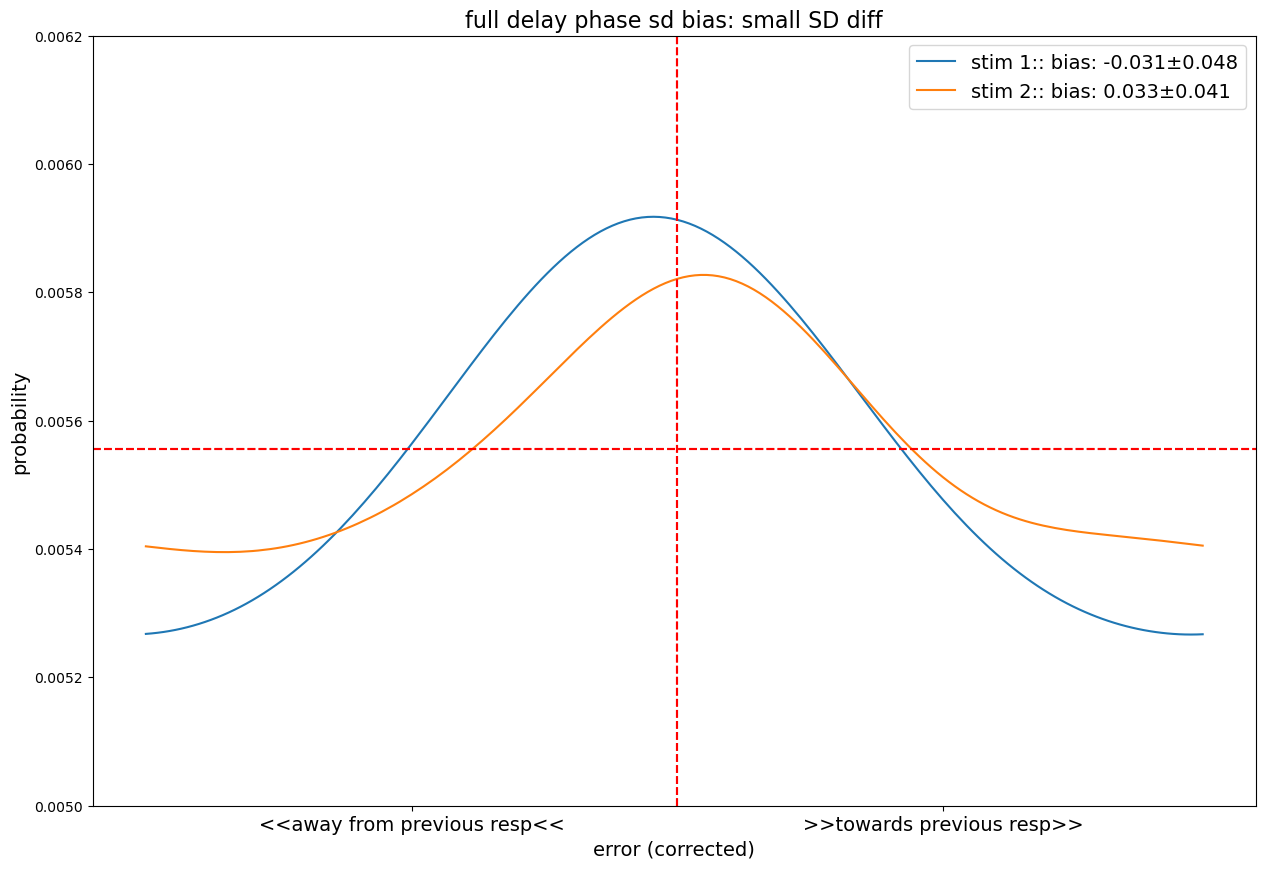 full delay phase sd bias: small SD diff
stim 1:: bias: -0.031±0.048
stim 2:: bias: 0.033±0.041
probability
0.0062
0.0060
0.0058
0.0056
0.0054
0.0052
0.0050
<<away from previous resp<<
>>towards previous resp>>
error (corrected)